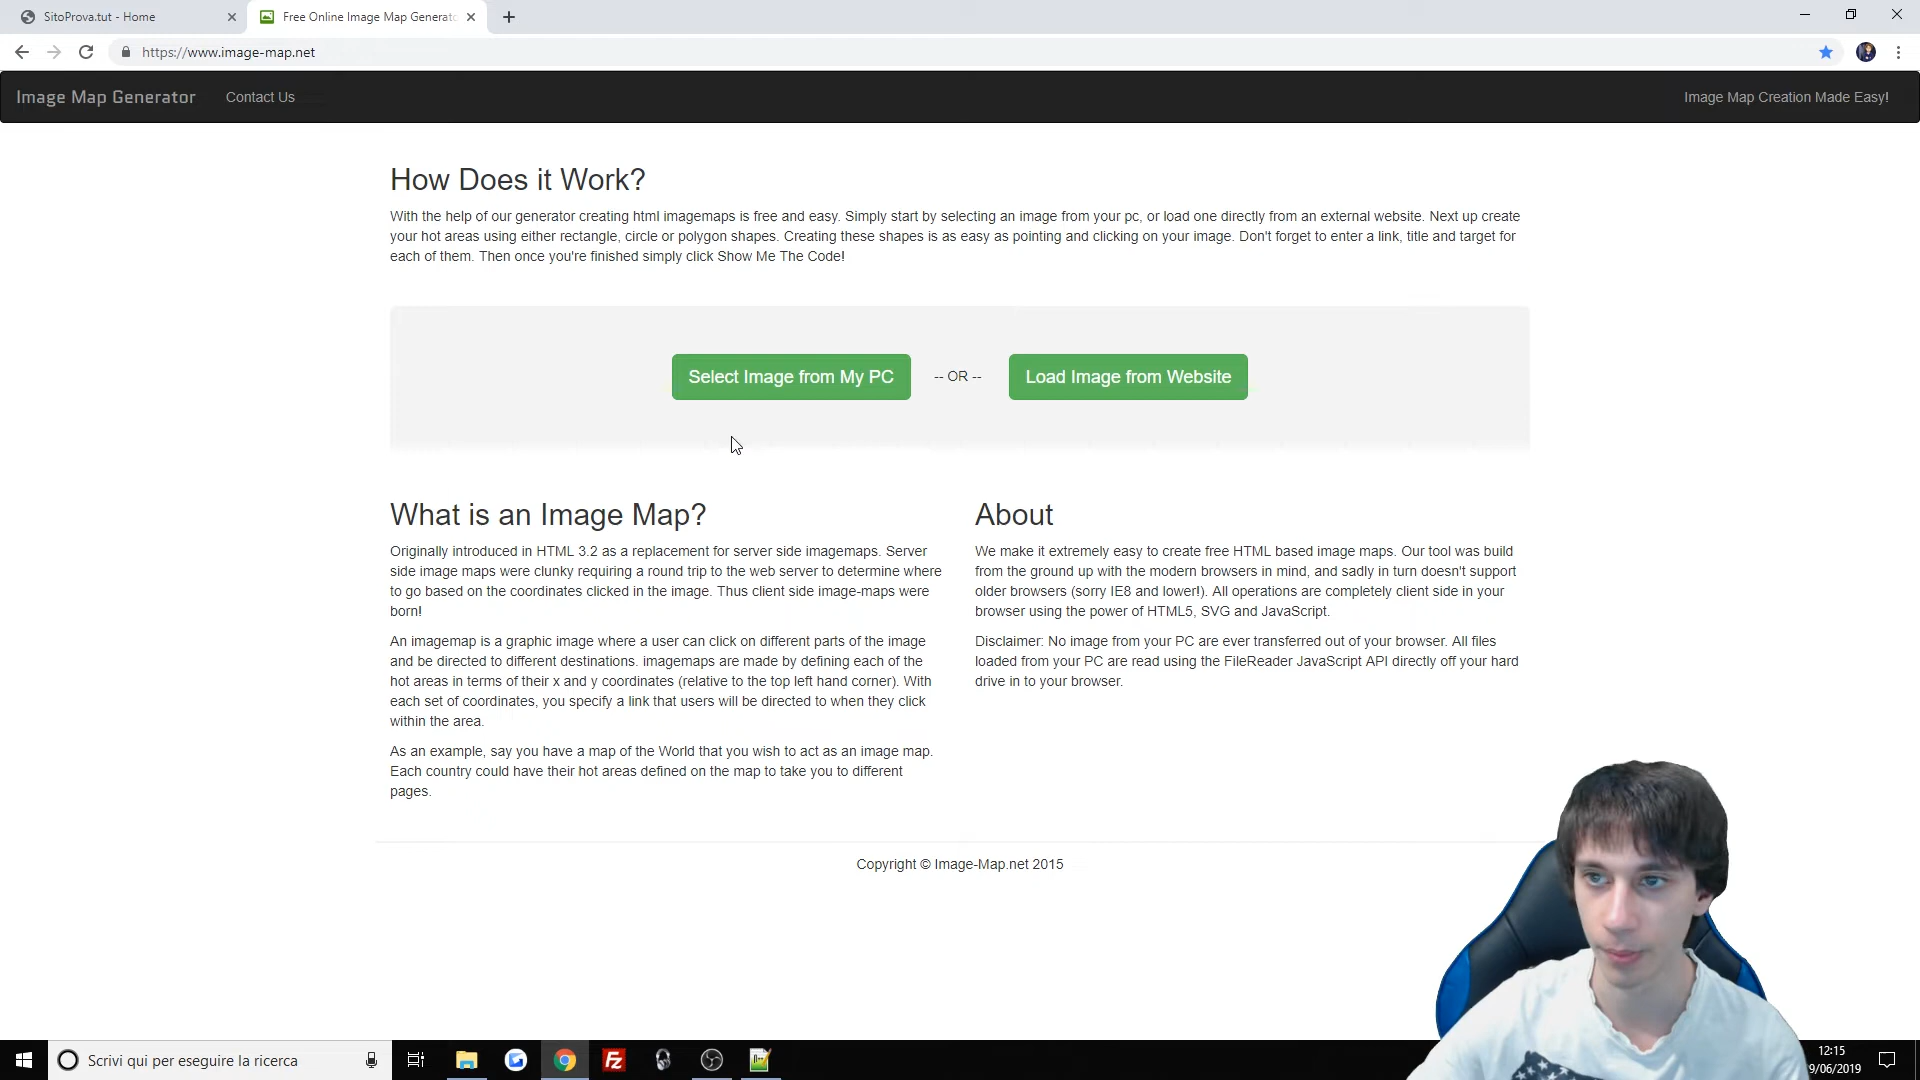 SitoProva.tut - Home
Free Online Image Map Generato
https://www.image-map.net
Image Map Generator
Contact Us
Image Map Creation Made Easy!
How Does it Work?
With the help of our generator creating html imagemaps is free and easy. Simply start by selecting an image from your pc, or load one directly from an external website. Next up create
your hot areas using either rectangle, circle or polygon shapes. Creating these shapes is as easy as pointing and clicking on your image. Don't forget to enter a link, title and target for
each of them. Then once you're finished simply click Show Me The Code!
Select Image from My PC
-- OR --
Load Image from Website
What is an Image Map?
Originally introduced in HTML 3.2 as a replacement for server side imagemaps. Server
side image maps were clunky requiring a round trip to the web server to determine where
to go based on the coordinates clicked in the image. Thus client side image-maps were
born!
An imagemap is a graphic image where a user can click on different parts of the image
and be directed to different destinations. imagemaps are made by defining each of the
hot areas in terms of their x and y coordinates (relative to the top left hand corner). With
each set of coordinates, you specify a link that users will be directed to when they click
within the area.
As an example, say you have a map of the World that you wish to act as an image map.
Each country could have their hot areas defined on the map to take you to different
pages.
About
We make it extremely easy to create free HTML based image maps. Our tool was build
from the ground up with the modern browsers in mind, and sadly in turn doesn't support
older browsers (sorry IE8 and lower!). All operations are completely client side in your
browser using the power of HTML5, SVG and JavaScript.
Disclaimer: No image from your PC are ever transferred out of your browser. All files
loaded from your PC are read using the FileReader JavaScript API directly off your hard
drive in to your browser.
Copyright © Image-Map.net 2015
Scrivi qui per eseguire la ricerca
Fz
12:15
9/06/2019